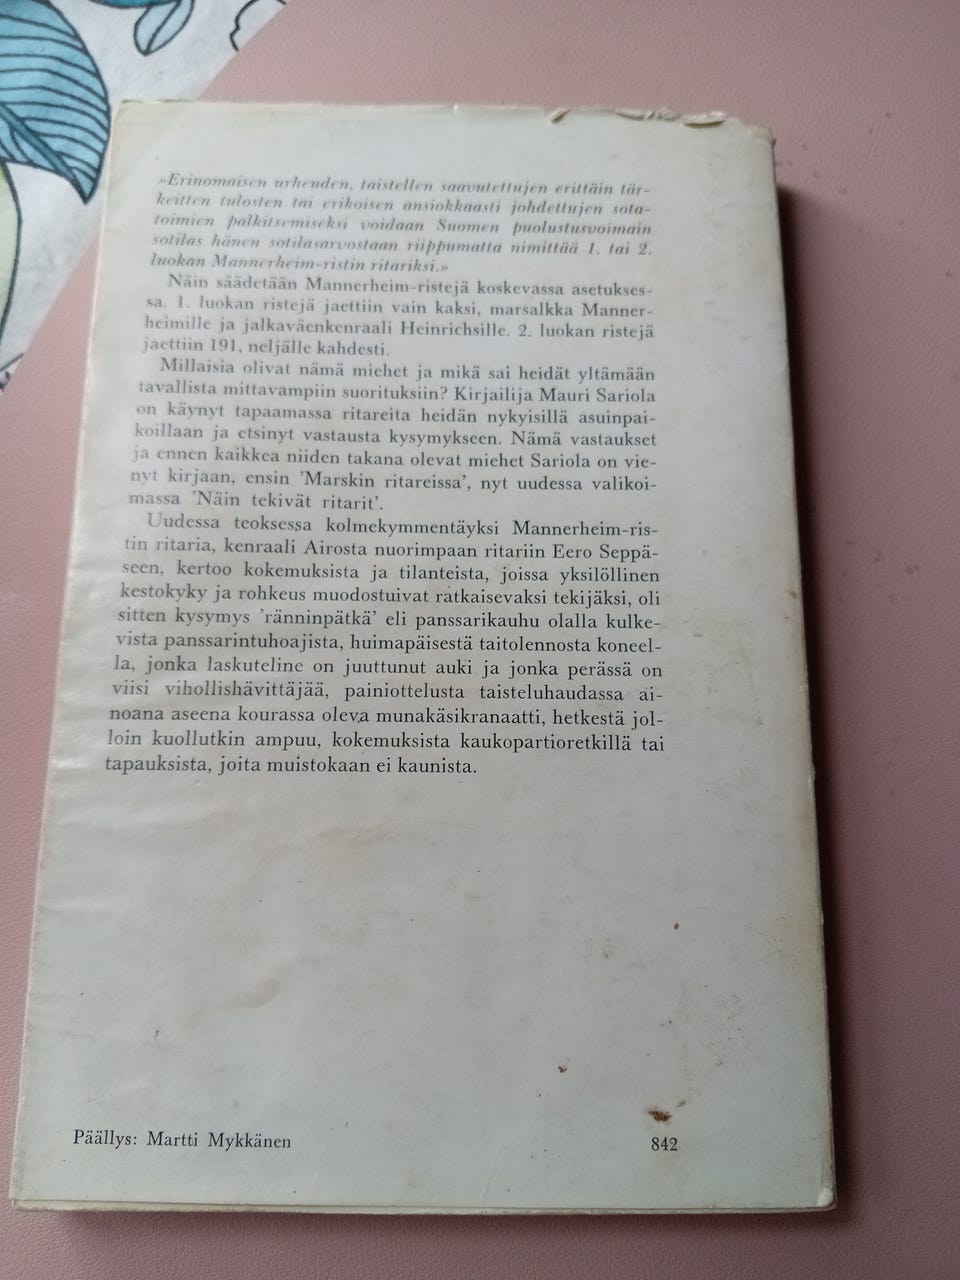 »Erinomaisen urheuden, taistellen saavutettujen erittäin tär-
keitten tulosten tai erikoisen ansiokkaasti johdettujen sota-
toimien palkitsemiseksi voidaan Suomen puolustusvoimain
sotilas hänen sotilasarvostaan riippumatta nimittää 1. tai 2.
luokan Mannerheim-ristin ritariksi.»
Näin säädetään Mannerheim-ristejä koskevassa asetukses-
sa. 1. luokan ristejä jaettiin vain kaksi, marsalkka Manner-
heimille ja jalkaväenkenraali Heinrichsille. 2. luokan ristejä
jaettiin 191, neljälle kahdesti.
Millaisia olivat nämä miehet ja mikä sai heidät yltämään
tavallista mittavampiin suorituksiin? Kirjailija Mauri Sariola
on käynyt tapaamassa ritareita heidän nykyisillä asuinpai-
koillaan ja etsinyt vastausta kysymykseen. Nämä vastaukset
ja ennen kaikkea niiden takana olevat miehet Sariola on vie-
nyt kirjaan, ensin 'Marskin ritareissa', nyt uudessa valikoi-
massa 'Näin tekivät ritarit'.
Uudessa teoksessa kolmekymmentäyksi Mannerheim-ris-
tin ritaria, kenraali Airosta nuorimpaan ritariin Eero Seppä-
seen, kertoo kokemuksista ja tilanteista, joissa yksilöllinen
kestokyky ja rohkeus muodostuivat ratkaisevaksi tekijäksi, oli
sitten kysymys 'ränninpätkä' eli panssarikauhu olalla kulke-
vista panssarintuhoajista, huimapäisestä taitolennosta koneel-
la, jonka laskuteline on juuttunut auki ja jonka perässä on
viisi vihollishävittäjää, painiottelusta taisteluhaudassa ai-
noana aseena kourassa oleva munakäsikranaatti, hetkestä jol-
loin kuollutkin ampuu, kokemuksista kaukopartioretkillä tai
tapauksista, joita muistokaan ei kaunista.
Päällys: Martti Mykkänen
842